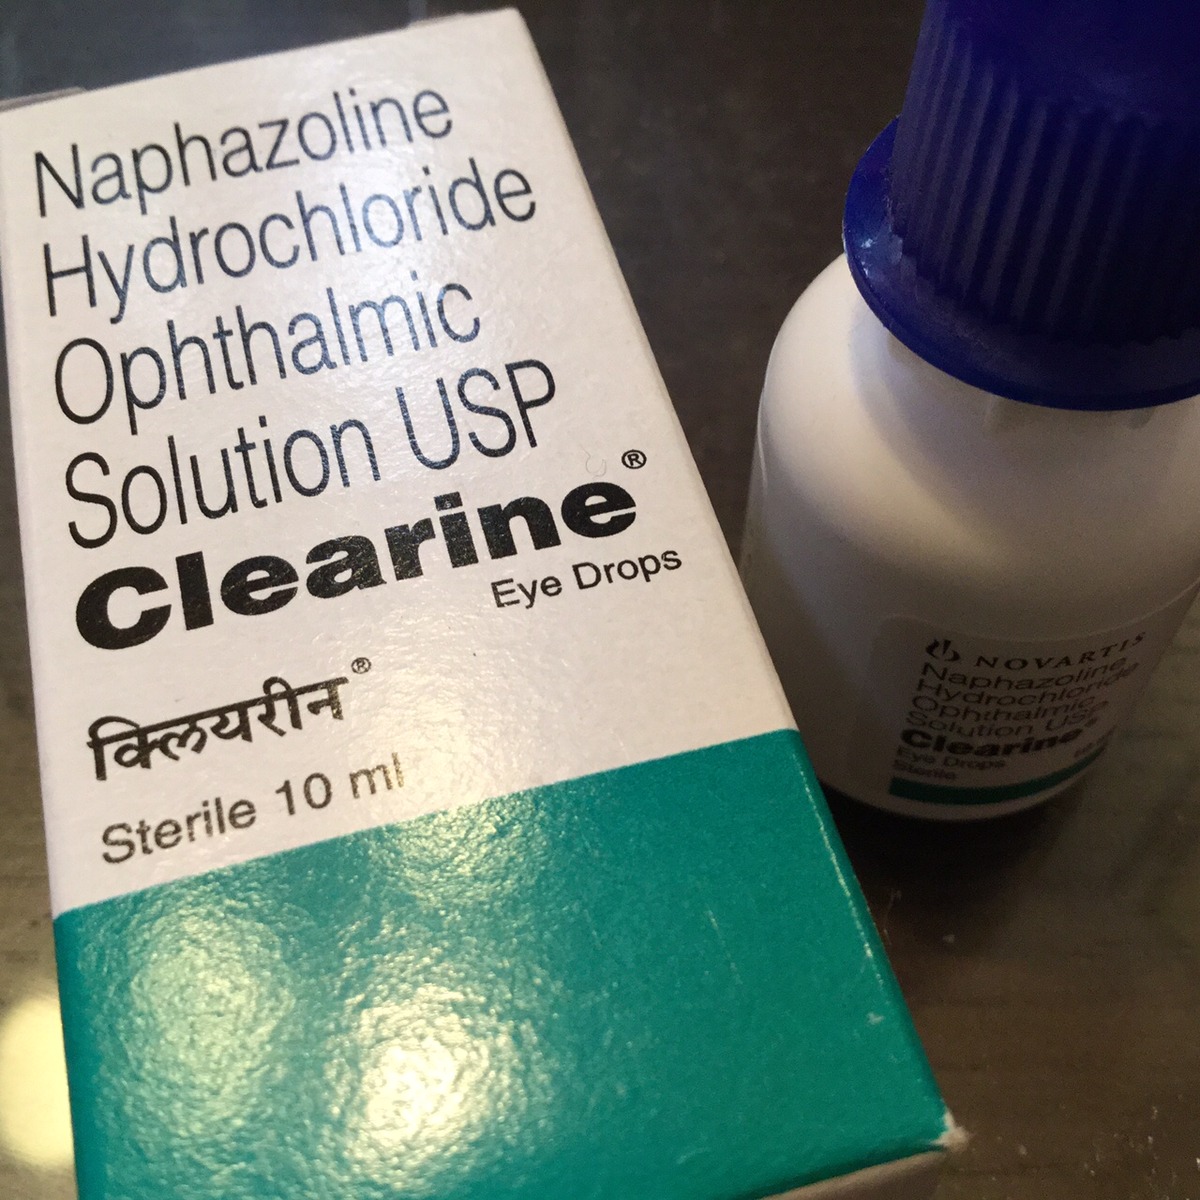 Naphazoline
Hydrochloride
Ophthalmic
Solution USP
Clearine®
Eye Drops
क्लियरीन®
Sterile 10 ml
NOVARTIS
Naphazoline
Hydrochloride
Ophthalmic
Solution USP
Clearine®
Eye Drops
Sterile